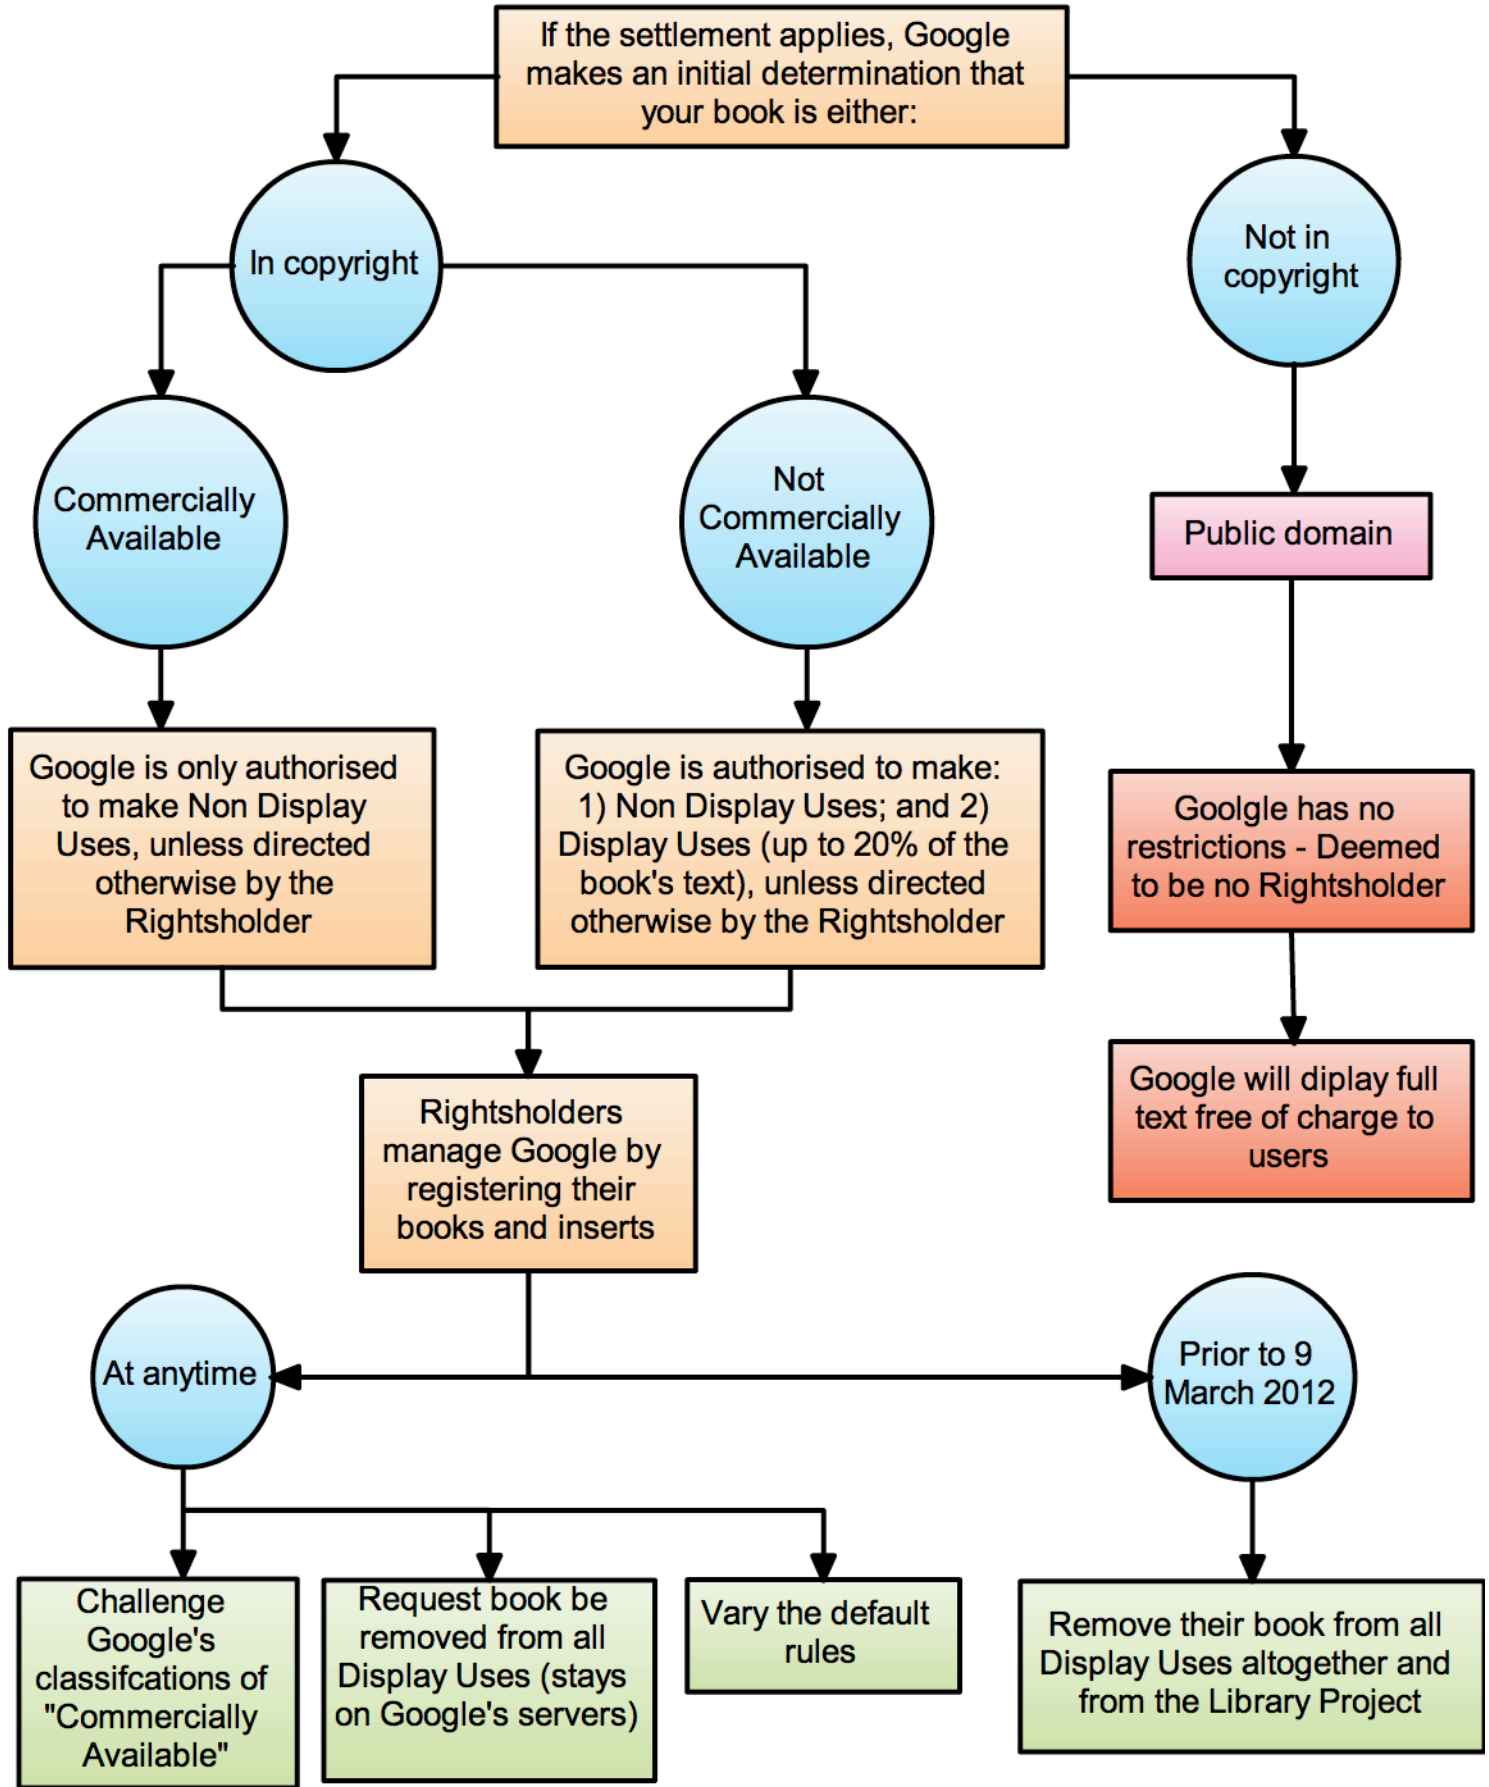 If the settlement applies, Google
makes an initial determination that
your book is either:
In copyright
Not in
copyright
Commercially
Available
Not
Commercially
Available
Public domain
Google is only authorised
to make Non Display
Uses, unless directed
otherwise by the
Rightsholder
Google is authorised to make:
1) Non Display Uses; and 2)
Display Uses (up to 20% of the
book's text), unless directed
otherwise by the Rightsholder
Goolgle has no
restrictions - Deemed
to be no Rightsholder
Google will diplay full
text free of charge to
users
Rightsholders
manage Google by
registering their
books and inserts
At anytime
Prior to 9
March 2012
Challenge
Google's
classifcations of
"Commercially
Available"
Request book be
removed from all
Display Uses (stays
on Google's servers)
Vary the default
rules
Remove their book from all
Display Uses altogether and
from the Library Project